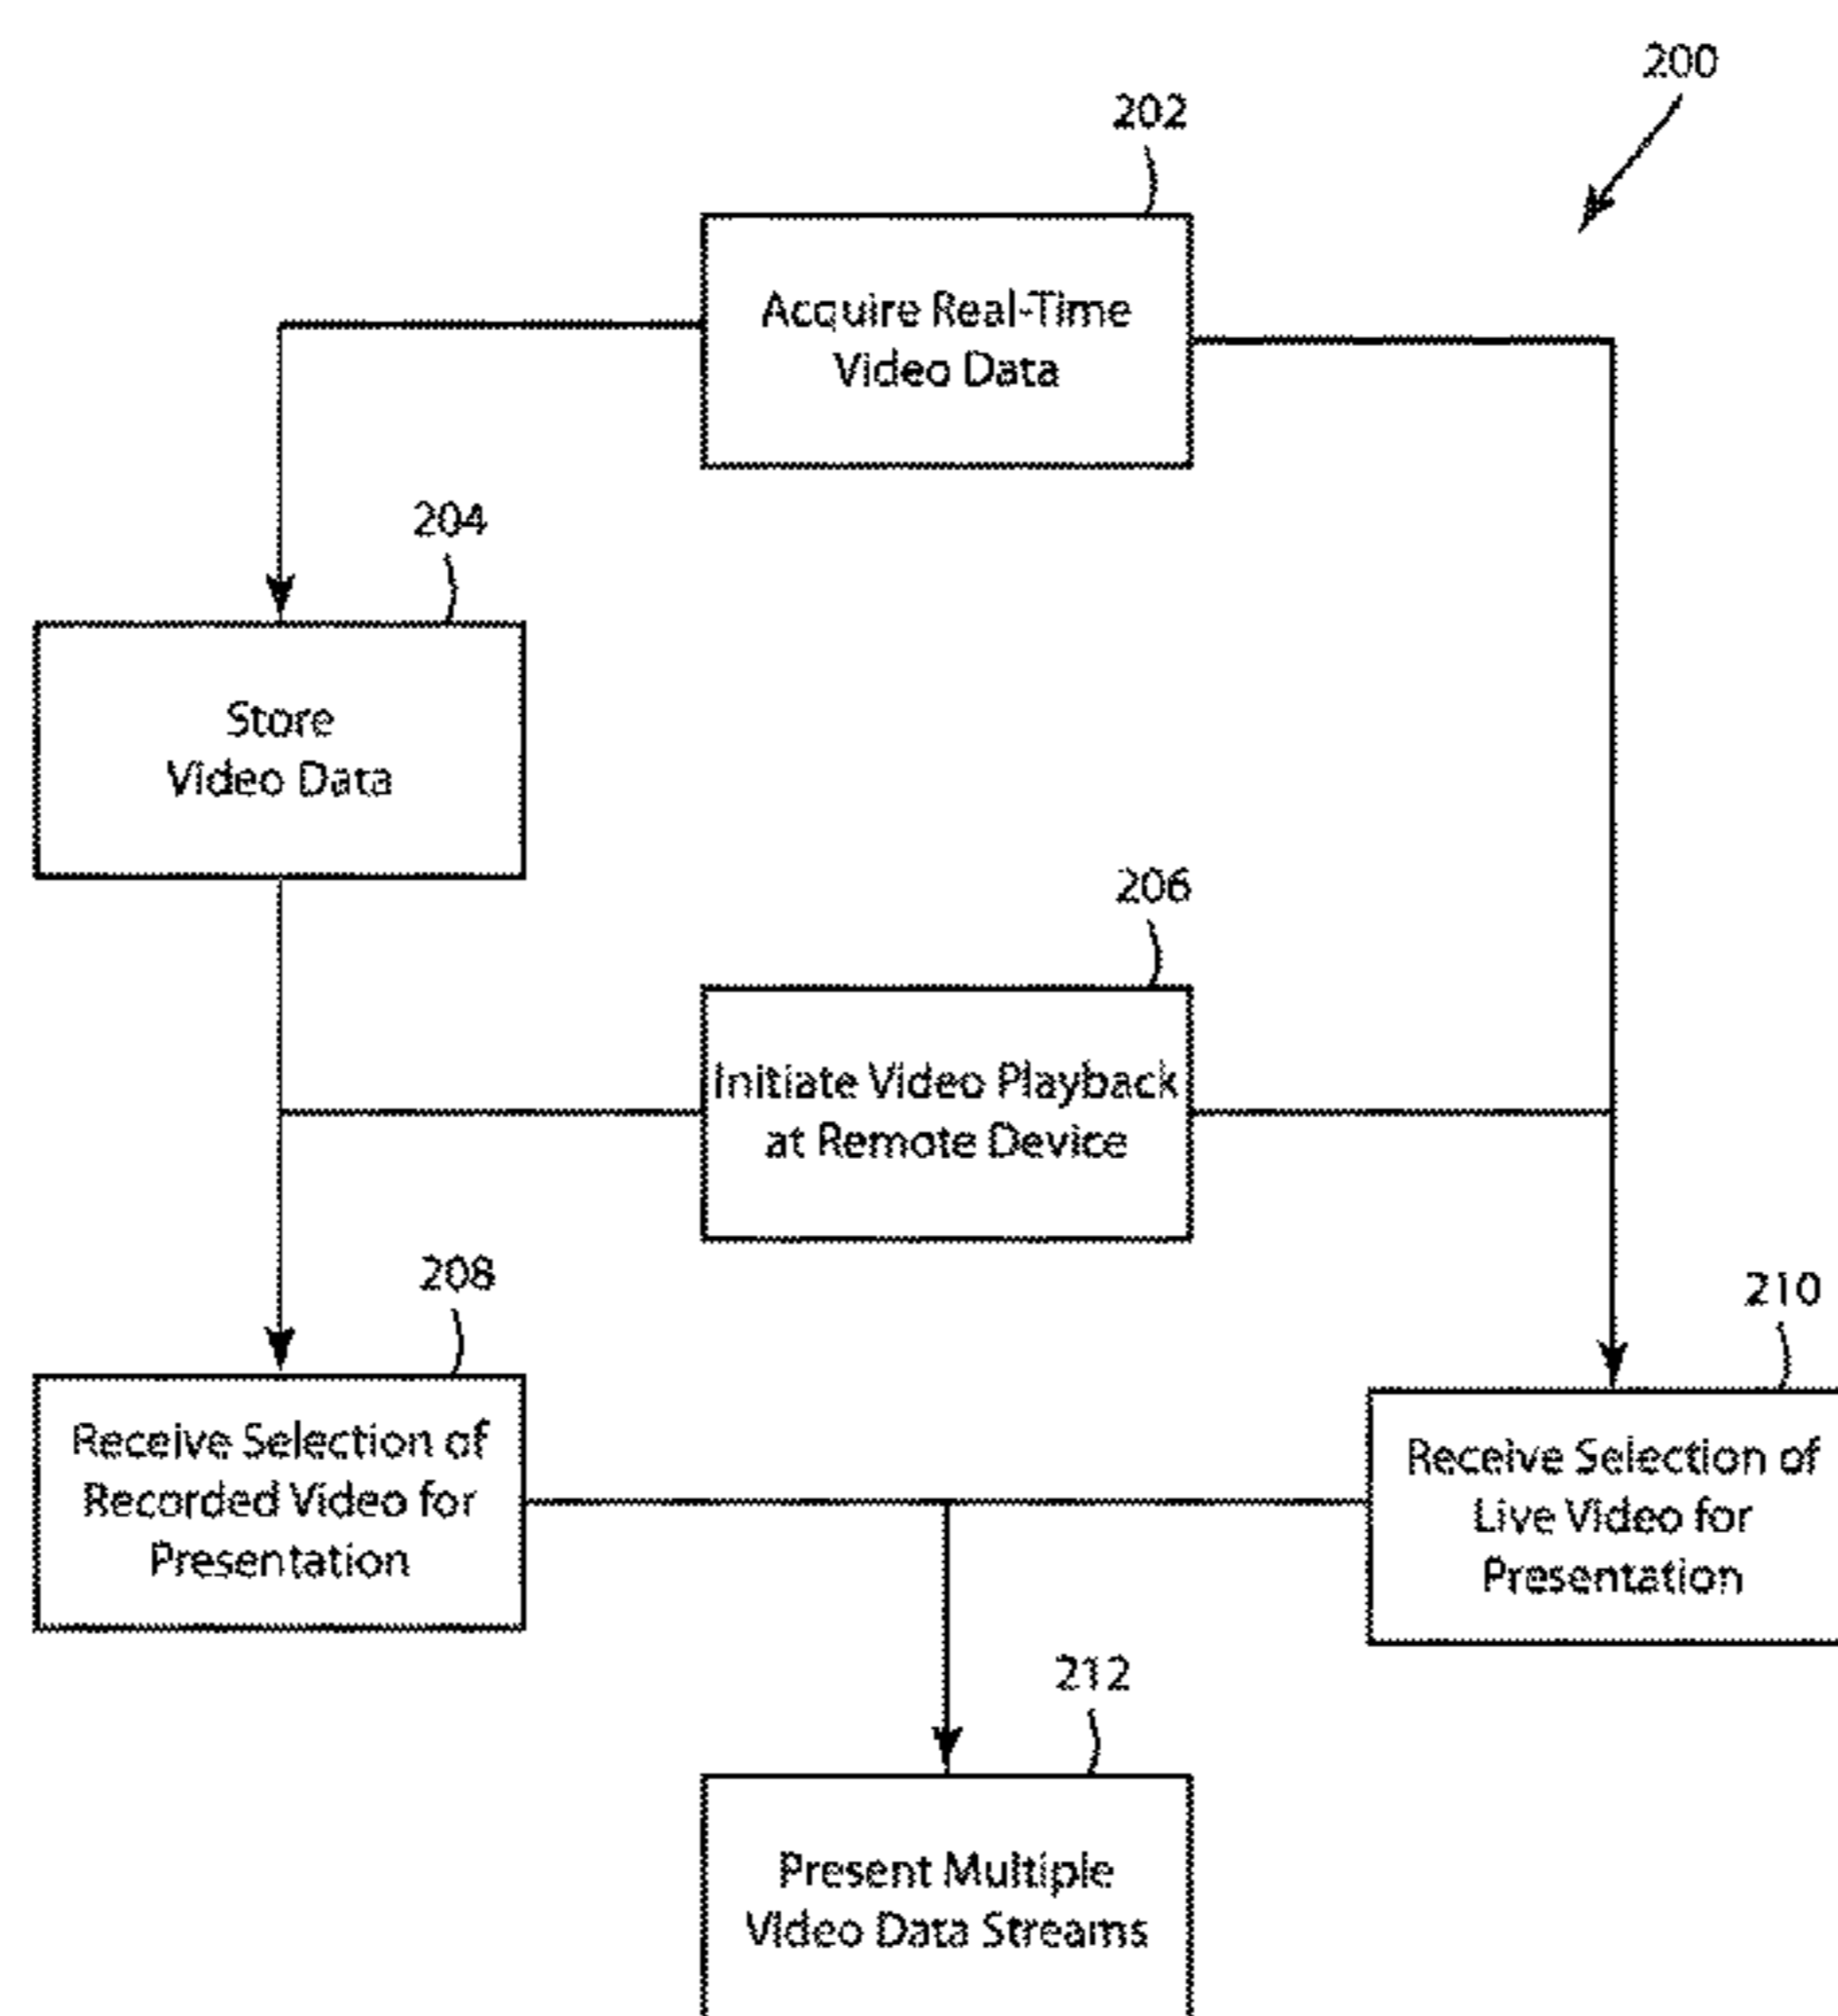 200
202
Acquire Real-Time
Video Data
204
Store
Video Data
206
Initiate Video Playback
at Remote Device
208
Receive Selection of
Recorded Video for
Presentation
210
Receive Selection of
Live Video for
Presentation
212
Present Multiple
Video Data Streams